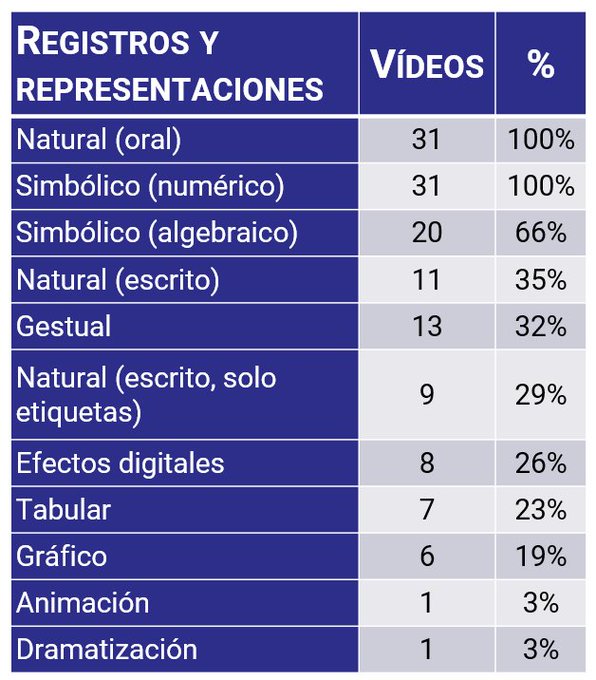 REGISTROS Y REPRESENTACIONES VÍDEOS %
Natural (oral) 31 100%
Simbólico (numérico) 31 100%
Simbólico (algebraico) 20 66%
Natural (escrito) 11 35%
Gestual 13 32%
Natural (escrito, solo etiquetas) 9 29%
Efectos digitales 8 26%
Tabular 7 23%
Gráfico 6 19%
Animación 1 3%
Dramatización 1 3%